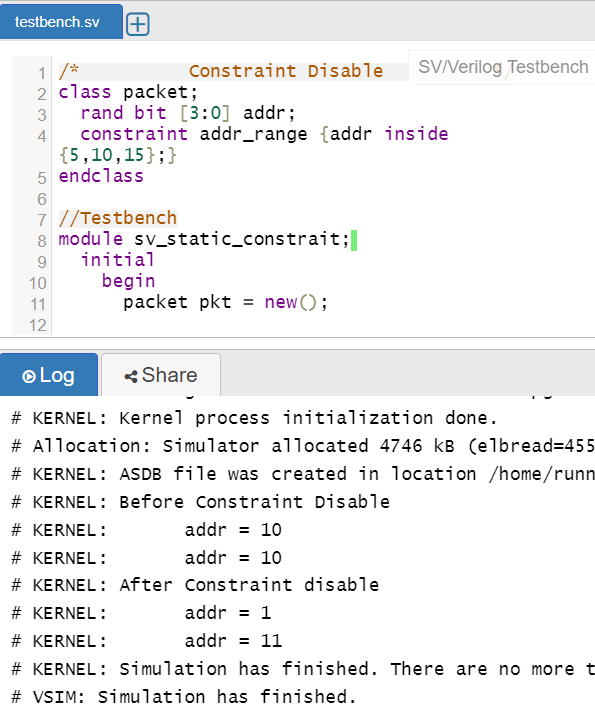 testbench.sv
SV/Verilog Testbench
1 /*          Constraint Disable
2 class packet;
3   rand bit [3:0] addr;
4   constraint addr_range {addr inside
{5,10,15};}
5 endclass
6
7 //Testbench
8 module sv_static_constrait;
9   initial
10     begin
11       packet pkt = new();
12
Log
Share
# KERNEL: Kernel process initialization done.
# Allocation: Simulator allocated 4746 kB (elbread=455
# KERNEL: ASDB file was created in location /home/runn
# KERNEL: Before Constraint Disable
# KERNEL:       addr = 10
# KERNEL:       addr = 10
# KERNEL: After Constraint disable
# KERNEL:       addr = 1
# KERNEL:       addr = 11
# KERNEL: Simulation has finished. There are no more t
# VSIM: Simulation has finished.